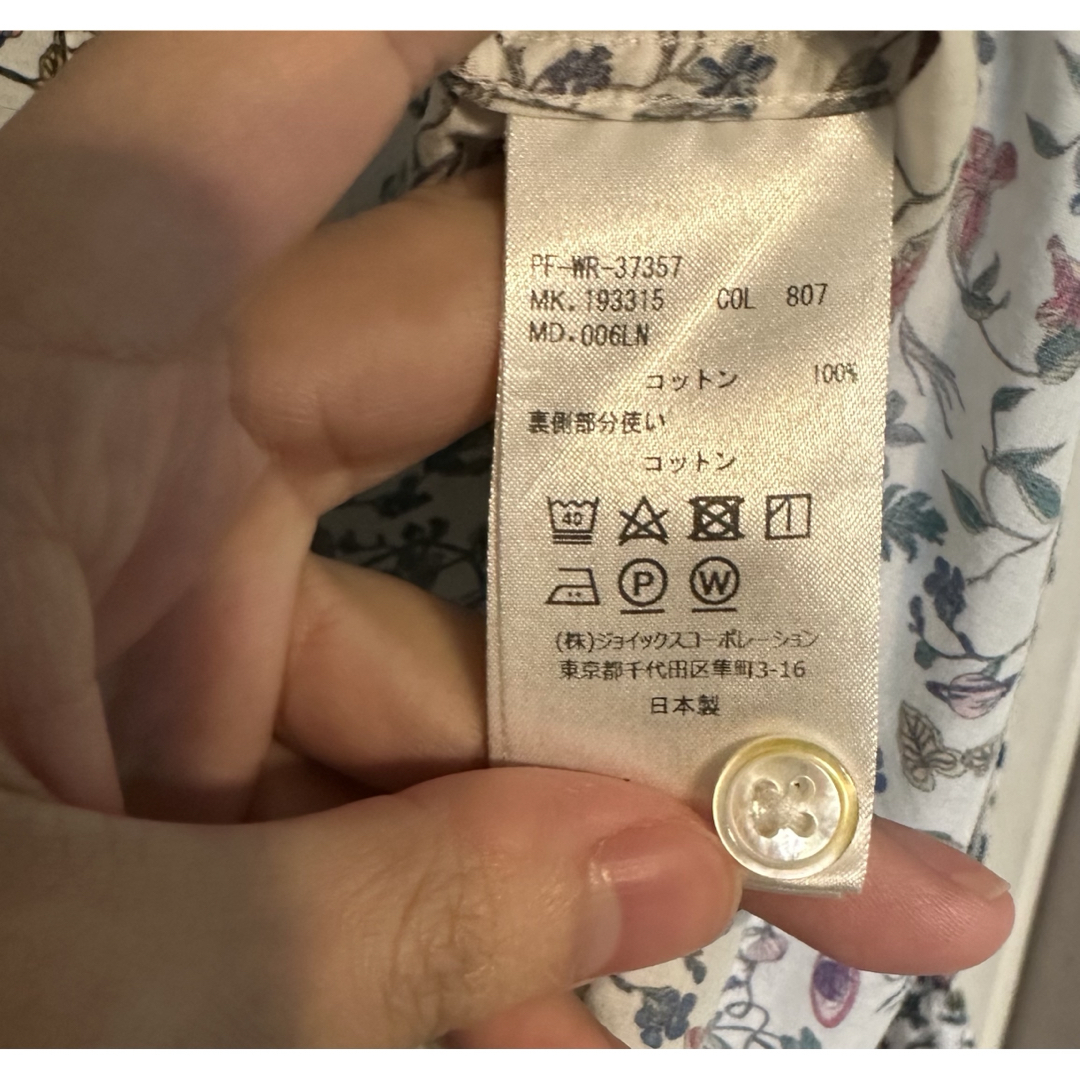 PF-WR-37357
MK.193315 COL 807
MD.006LN
コットン 100%
裏側部分使い
コットン
40
P W
(株)ジョイックスコーポレーション
東京都千代田区隼町3-16
日本製